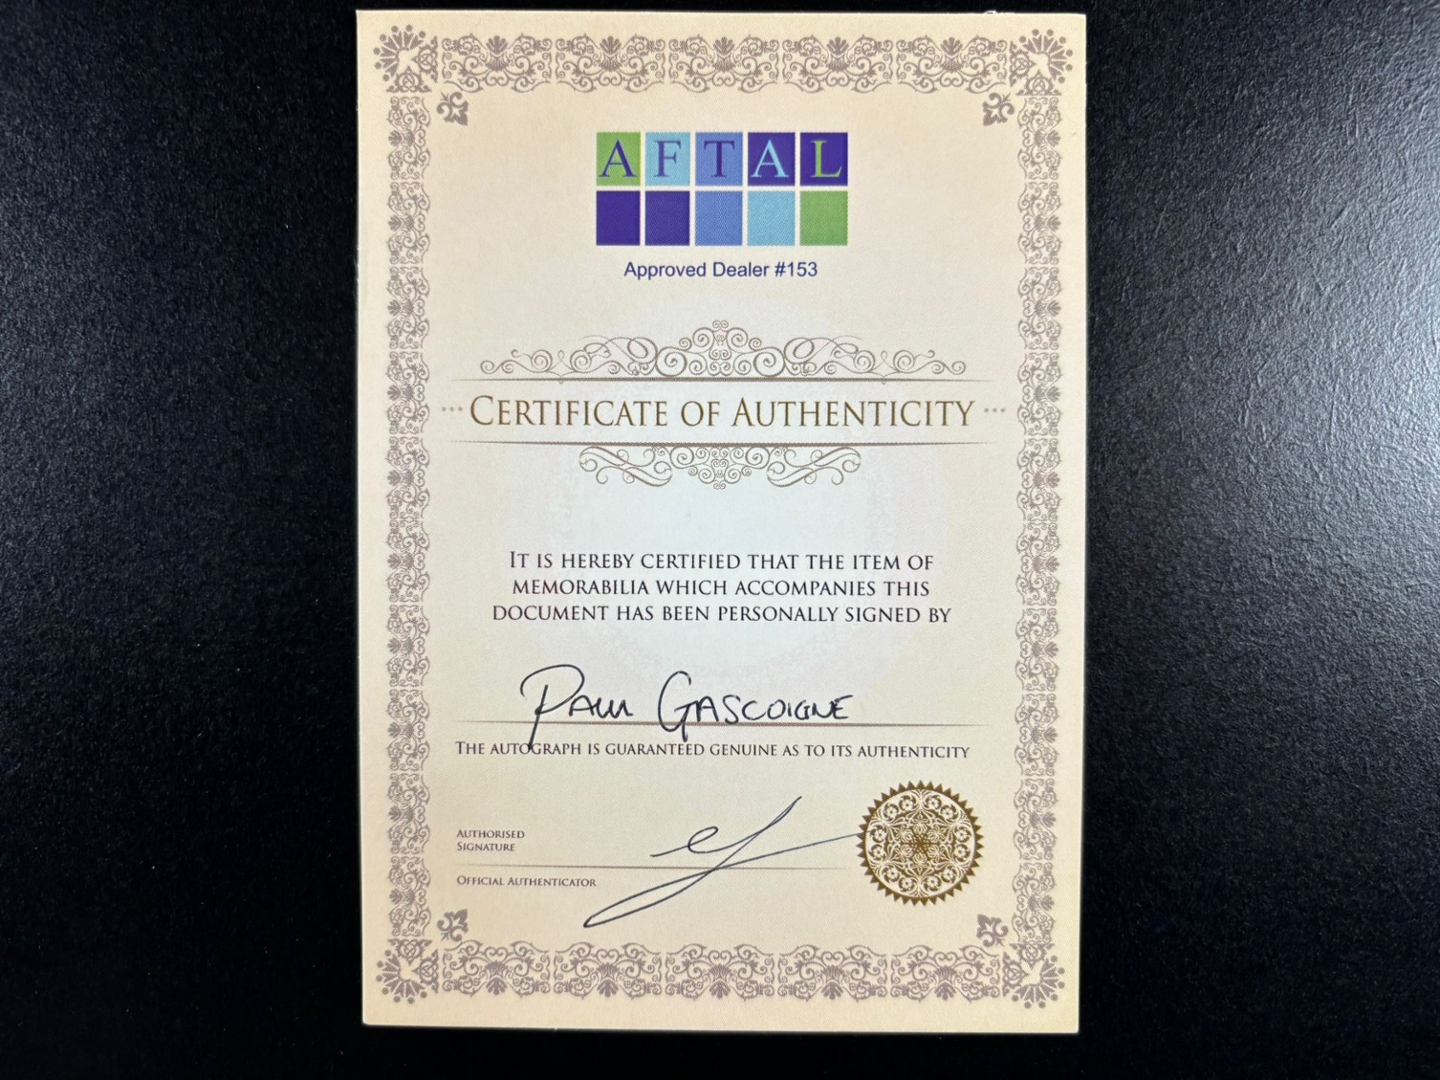 AFTAL
Approved Dealer #153
CERTIFICATE OF AUTHENTICITY
IT IS HEREBY CERTIFIED THAT THE ITEM OF
MEMORABILIA WHICH ACCOMPANIES THIS
DOCUMENT HAS BEEN PERSONALLY SIGNED BY
PAUL GASCOIGNE
THE AUTOGRAPH IS GUARANTEED GENUINE AS TO ITS AUTHENTICITY
AUTHORISED
SIGNATURE
OFFICIAL AUTHENTICATOR